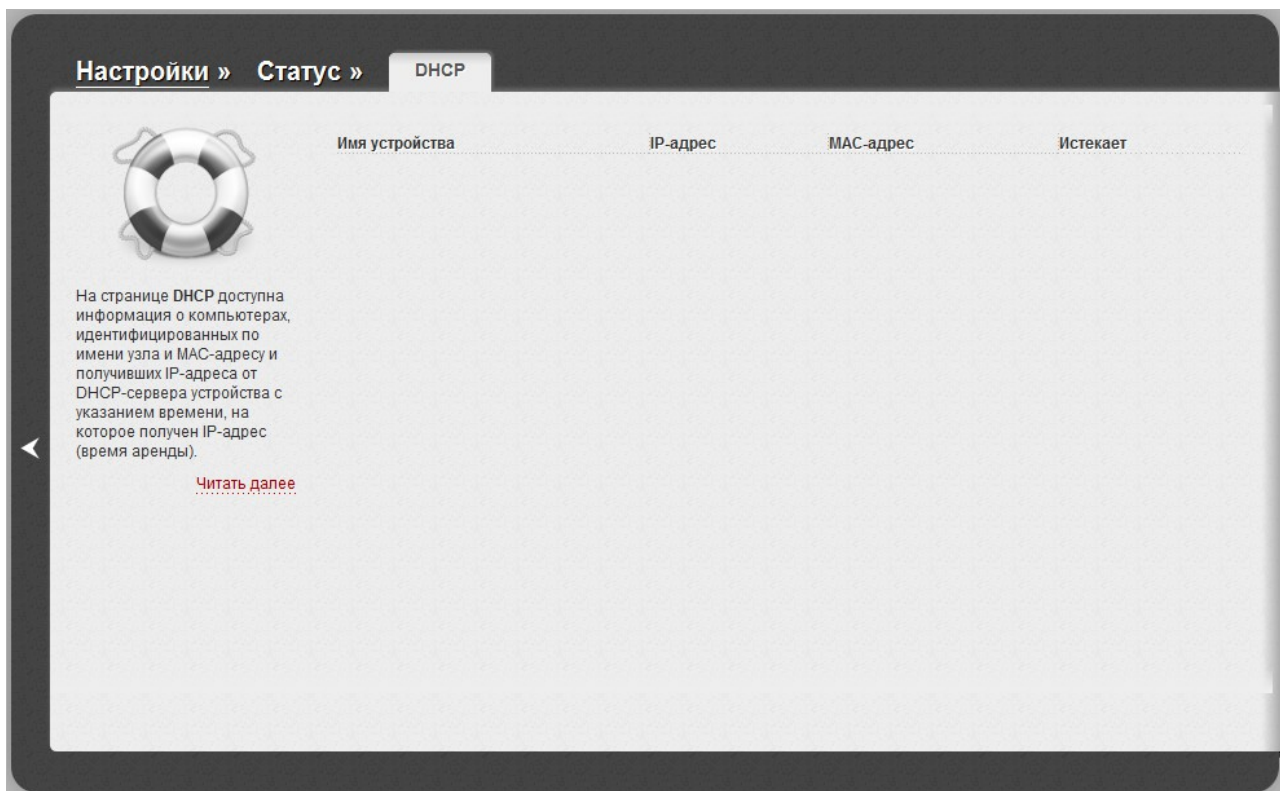 Настройки » Статус » DHCP
Имя устройства IP-адрес MAC-адрес Истекает
На странице DHCP доступна
информация о компьютерах,
идентифицированных по
имени узла и MAC-адресу и
получивших IP-адреса от
DHCP-сервера устройства с
указанием времени, на
которое получен IP-адрес
(время аренды).
Читать далее